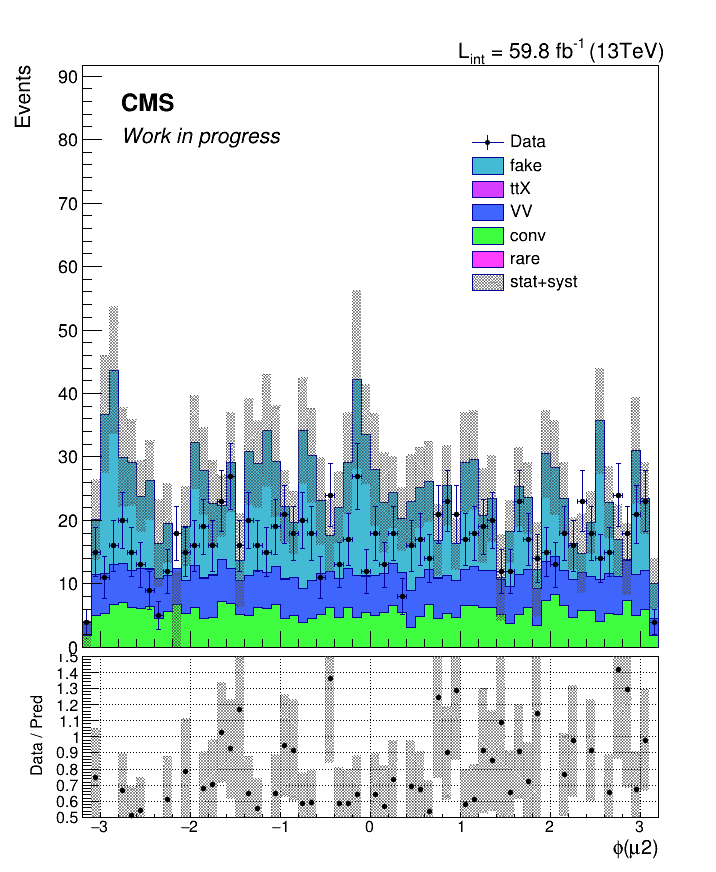 L_int = 59.8 fb⁻¹ (13TeV)
Events
CMS
Work in progress
Data
fake
ttX
VV
conv
rare
stat+syst
90
80
70
60
50
40
30
20
10
0
Data / Pred
1.5
1.4
1.3
1.2
1.1
1
0.9
0.8
0.7
0.6
0.5
−3 −2 −1 0 1 2 3
ϕ(μ2)